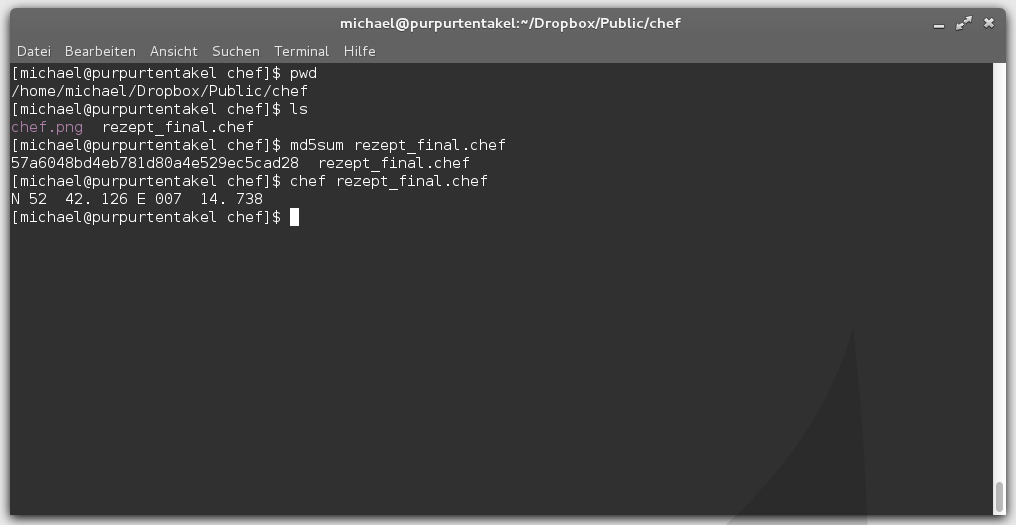 michael@purpurtentakel:~/Dropbox/Public/chef
Datei Bearbeiten Ansicht Suchen Terminal Hilfe
[michael@purpurtentakel chef]$ pwd
/home/michael/Dropbox/Public/chef
[michael@purpurtentakel chef]$ ls
chef.png  rezept_final.chef
[michael@purpurtentakel chef]$ md5sum rezept_final.chef
57a6048bd4eb781d80a4e529ec5cad28  rezept_final.chef
[michael@purpurtentakel chef]$ chef rezept_final.chef
N 52  42. 126 E 007  14. 738
[michael@purpurtentakel chef]$